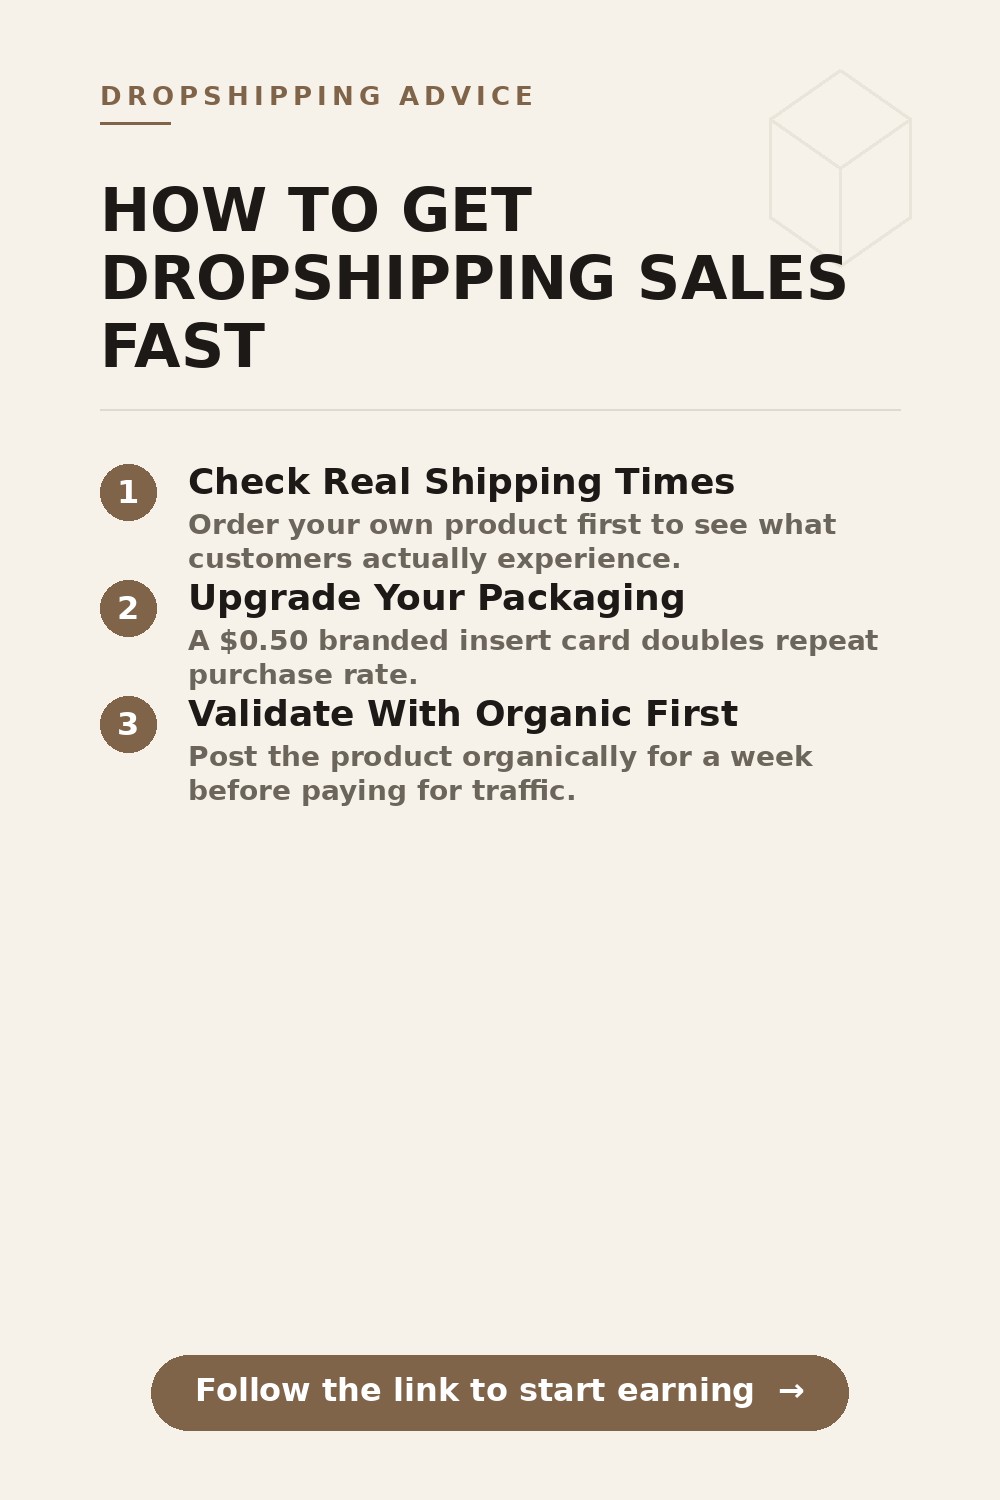 DROPSHIPPING ADVICE
HOW TO GET
DROPSHIPPING SALES
FAST
1 Check Real Shipping Times
Order your own product first to see what
customers actually experience.
2 Upgrade Your Packaging
A $0.50 branded insert card doubles repeat
purchase rate.
3 Validate With Organic First
Post the product organically for a week
before paying for traffic.
Follow the link to start earning →